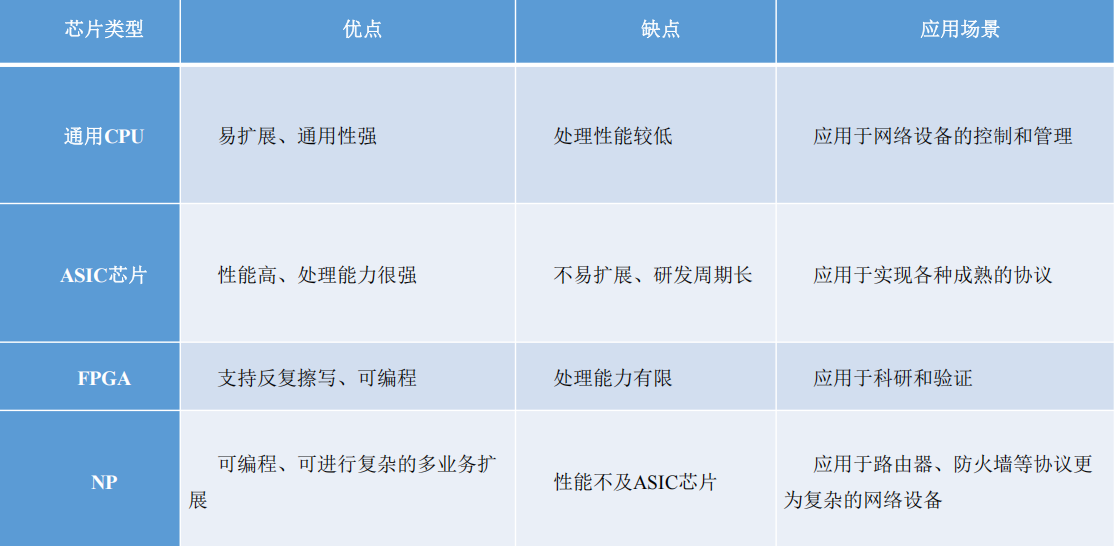 芯片类型 优点 缺点 应用场景
通用CPU 易扩展、通用性强 处理性能较低 应用于网络设备的控制和管理
ASIC芯片 性能高、处理能力很强 不易扩展、研发周期长 应用于实现各种成熟的协议
FPGA 支持反复擦写、可编程 处理能力有限 应用于科研和验证
NP
可编程、可进行复杂的多业务扩
展
性能不及ASIC芯片
应用于路由器、防火墙等协议更
为复杂的网络设备